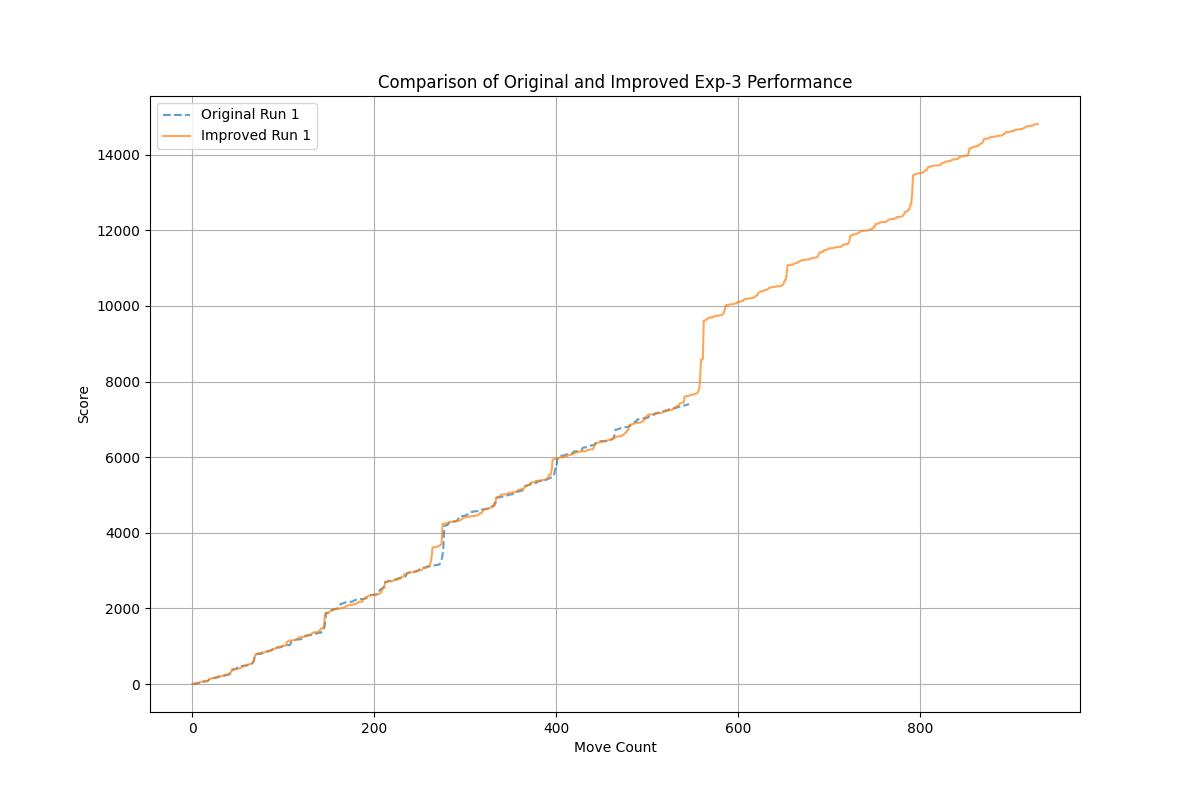 Comparison of Original and Improved Exp-3 Performance
Original Run 1
Improved Run 1
14000
12000
10000
8000
6000
4000
2000
0
Score
0 200 400 600 800
Move Count